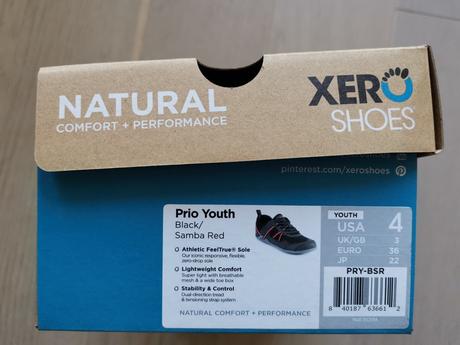 NATURAL
COMFORT + PERFORMANCE
XERO
SHOES
xeroshoes
pinterest.com/xeroshoes
Prio Youth
Black/
Samba Red
Athletic FeelTrue® Sole
Our iconic responsive, flexible,
zero-drop sole
Lightweight Comfort
Super light with breathable
mesh & a wide toe box
Stability & Control
Dual-direction tread
& tensioning strap system
NATURAL COMFORT + PERFORMANCE
YOUTH
USA 4
UK/GB 3
EURO 36
JP 22
PRY-BSR
8 40187 63661 2